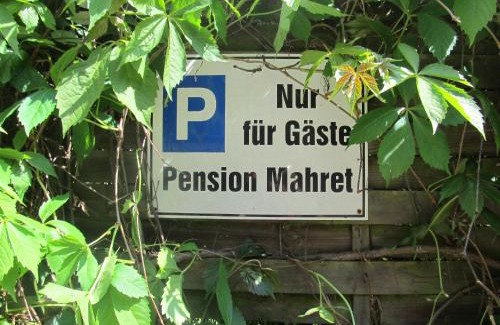 P
Nur
für Gäste
Pension Mahret